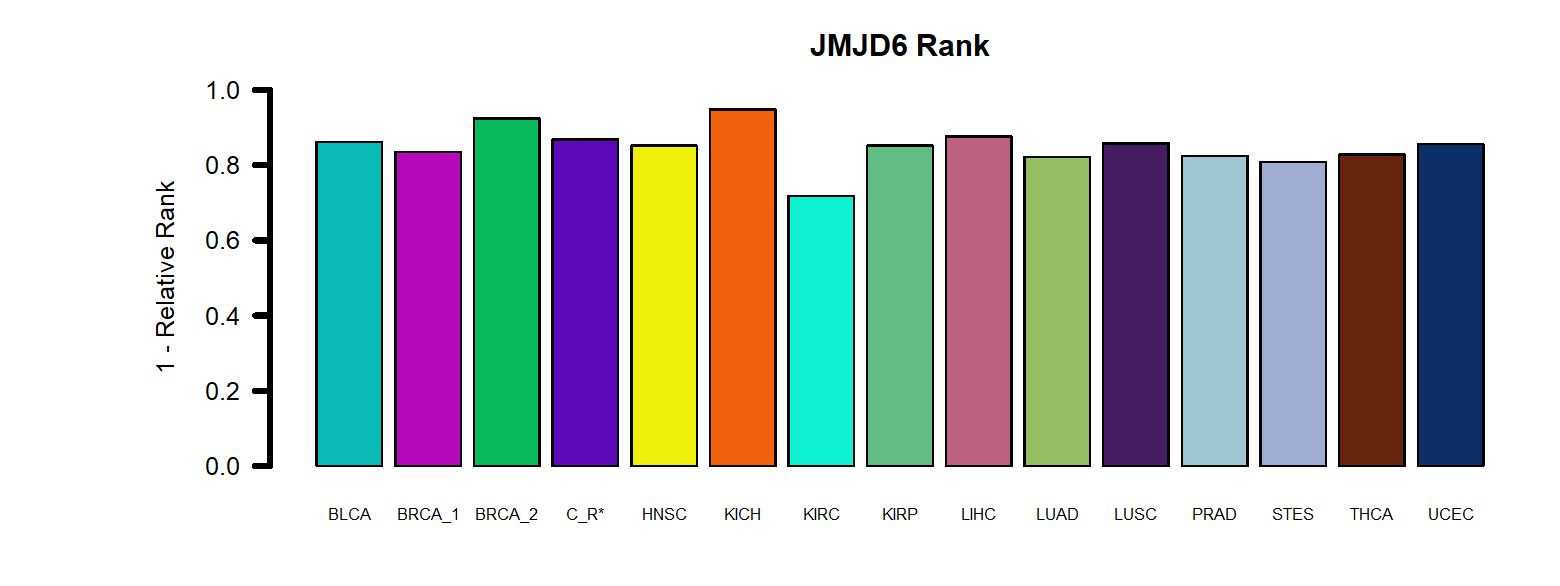 JMJD6 Rank
1 - Relative Rank
1.0
0.8
0.6
0.4
0.2
0.0
BLCA BRCA_1 BRCA_2 C_R* HNSC KICH KIRC KIRP LIHC LUAD LUSC PRAD STES THCA UCEC